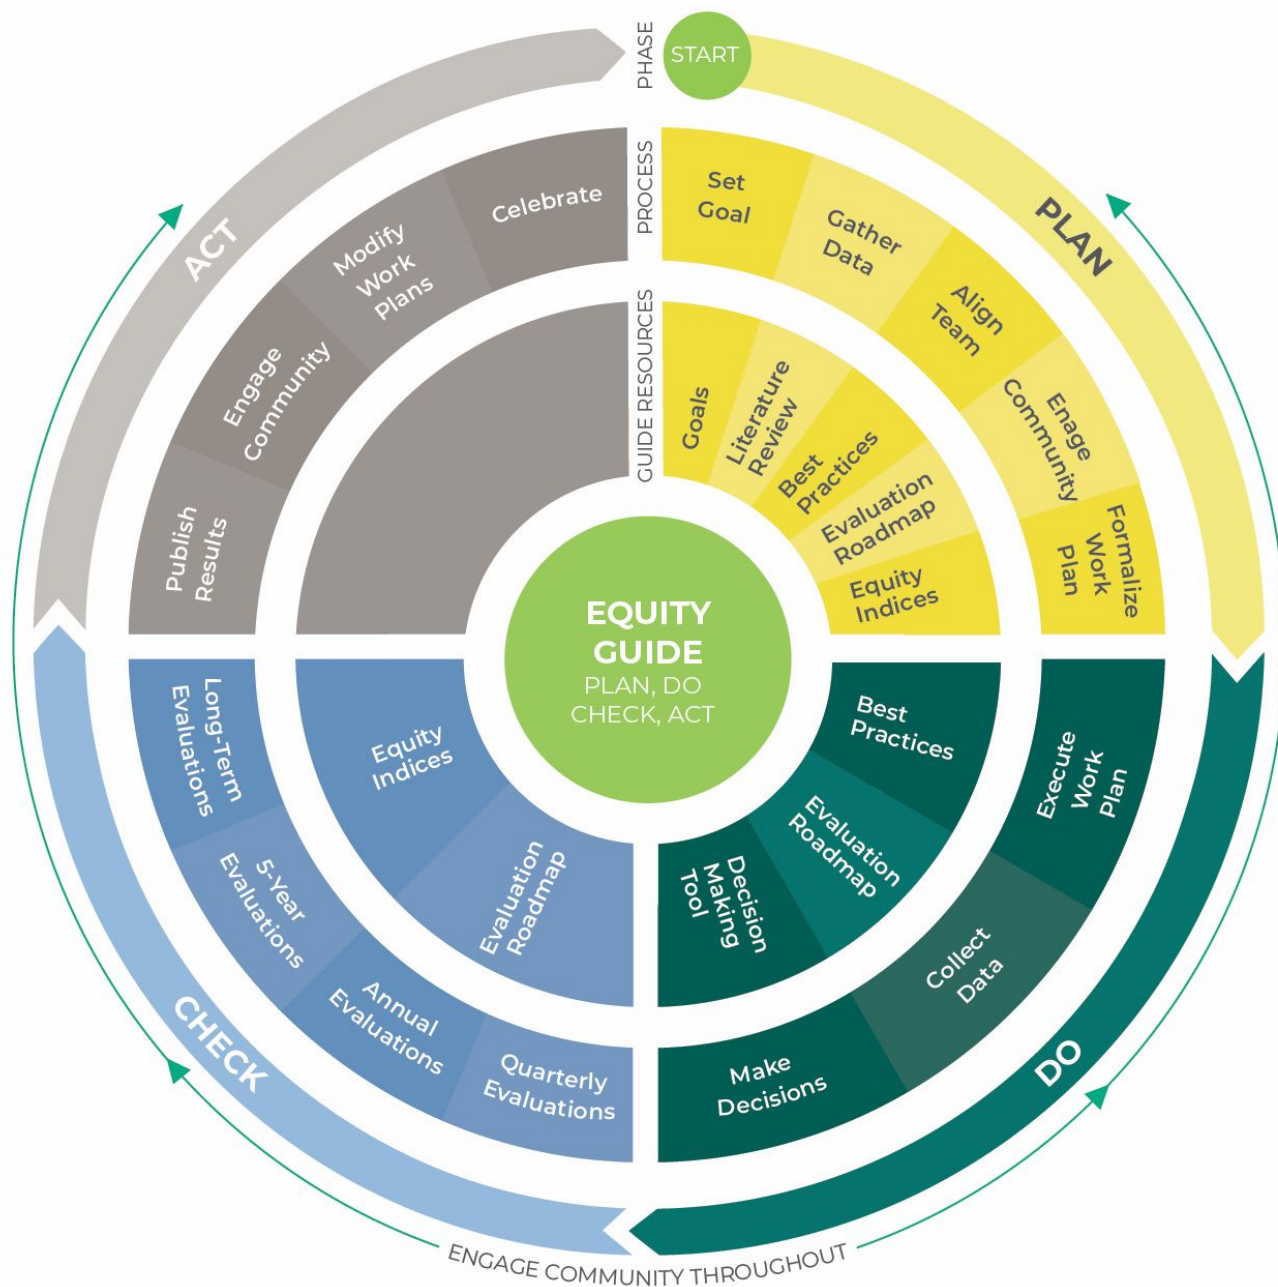 PHASE
START
PROCESS
GUIDE RESOURCES
PLAN
Set
Goal
Gather
Data
Align
Team
Enage
Community
Formalize
Work
Plan
Goals
Literature
Review
Best
Practices
Evaluation
Roadmap
Equity
Indices
DO
Execute
Work
Plan
Collect
Data
Make
Decisions
Best
Practices
Evaluation
Roadmap
Decision
Making
Tool
CHECK
Quarterly
Evaluations
Annual
Evaluations
5-Year
Evaluations
Long-Term
Evaluations
Evaluation
Roadmap
Equity
Indices
ACT
Publish
Results
Engage
Community
Modify
Work
Plans
Celebrate
EQUITY
GUIDE
PLAN, DO
CHECK, ACT
ENGAGE COMMUNITY THROUGHOUT